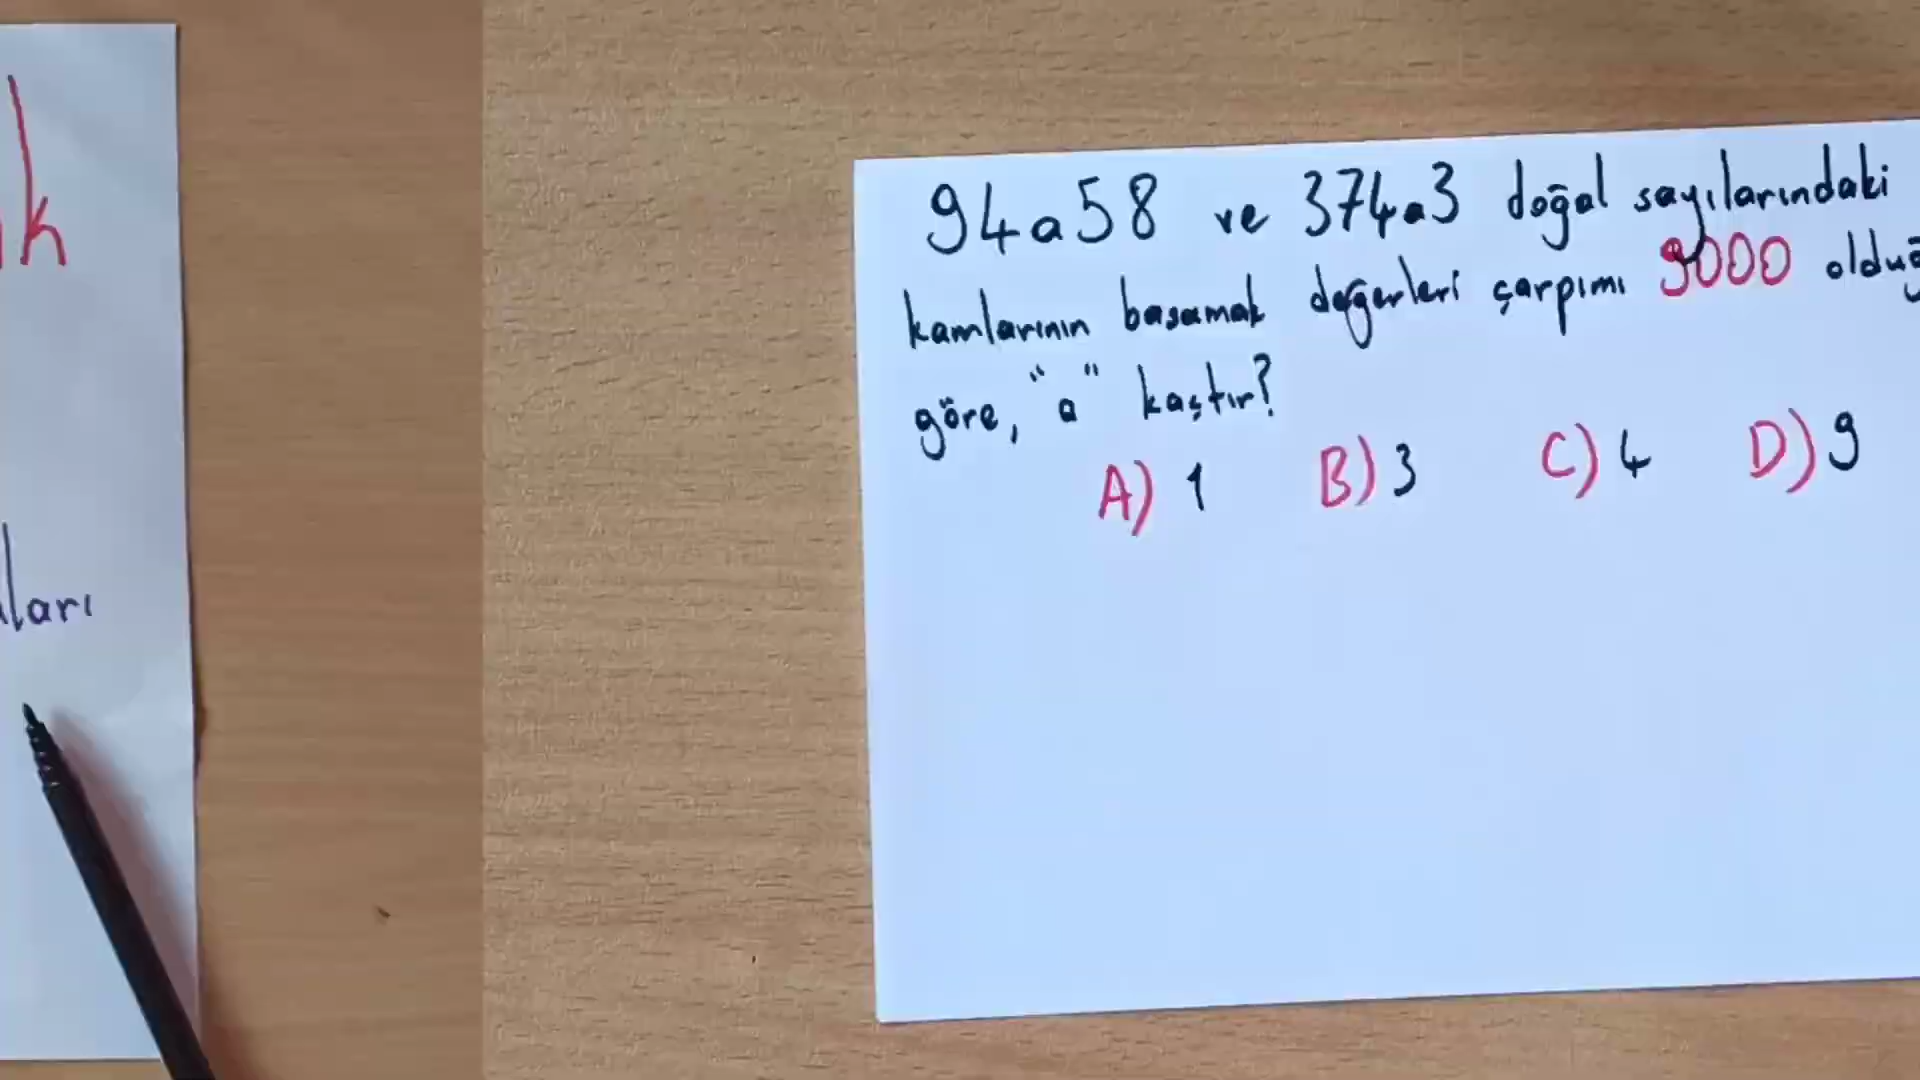 k
ları
94a58 ve 374a3 doğal sayılarındaki
kamlarının basamak değerleri çarpımı 9000 olduğ
göre, "a" kaçtır?
A) 1 B) 3 C) 4 D) 9